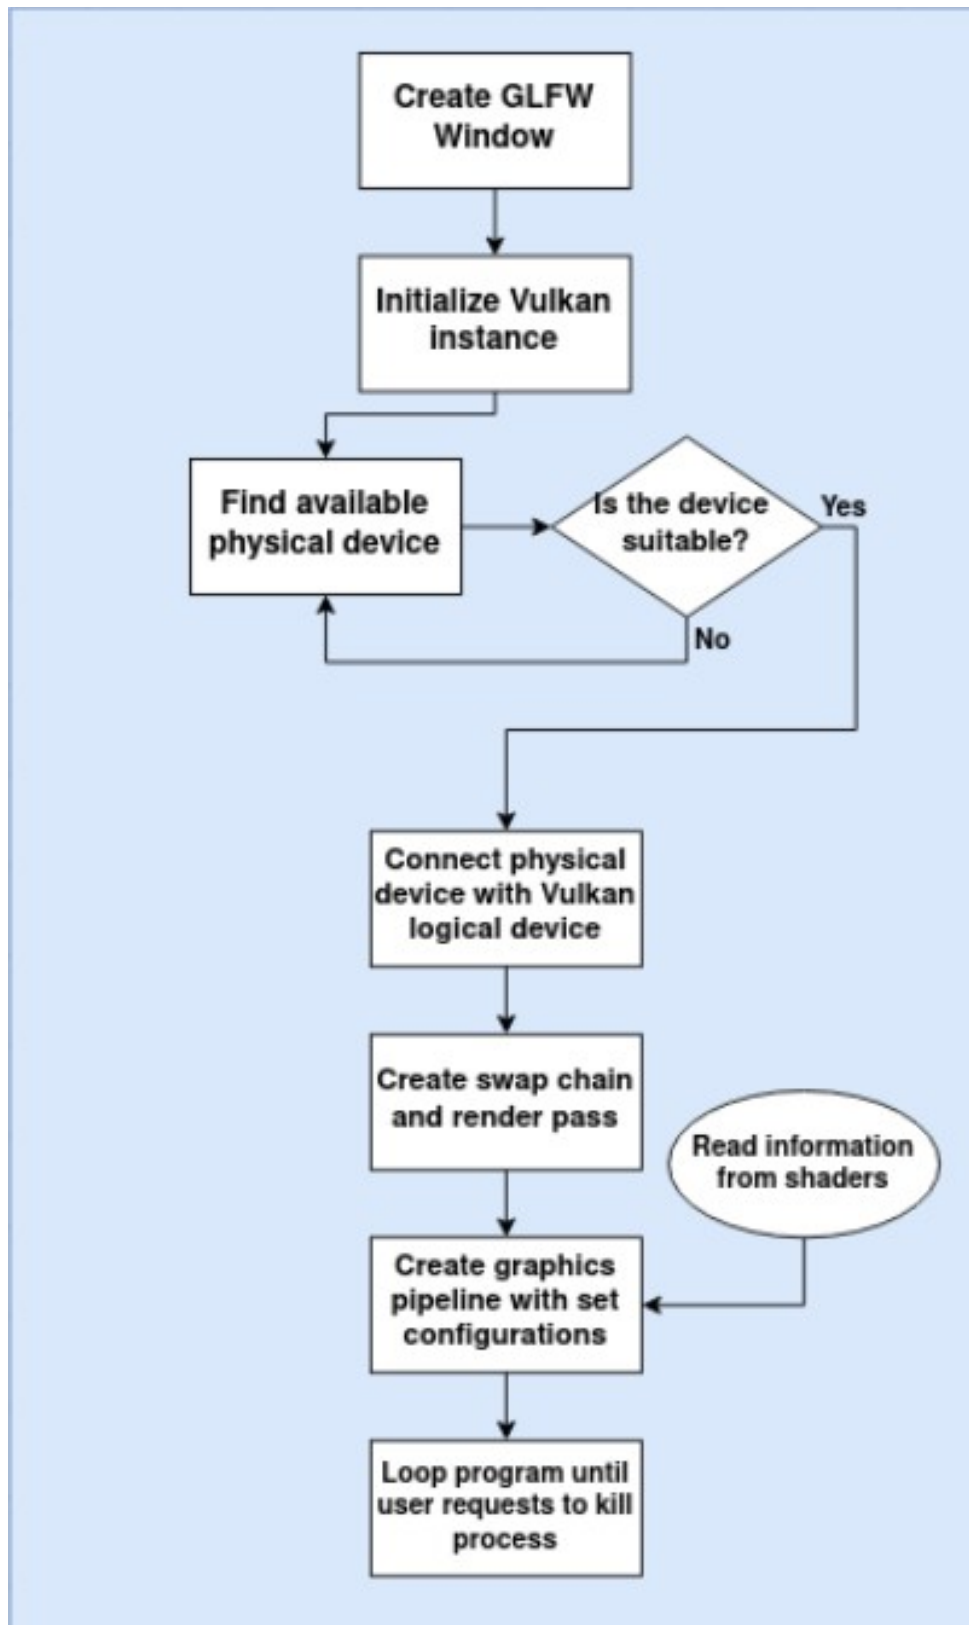 Create GLFW
Window
Initialize Vulkan
instance
Find available
physical device
Is the device
suitable?
Yes
No
Connect physical
device with Vulkan
logical device
Create swap chain
and render pass
Read information
from shaders
Create graphics
pipeline with set
configurations
Loop program until
user requests to kill
process